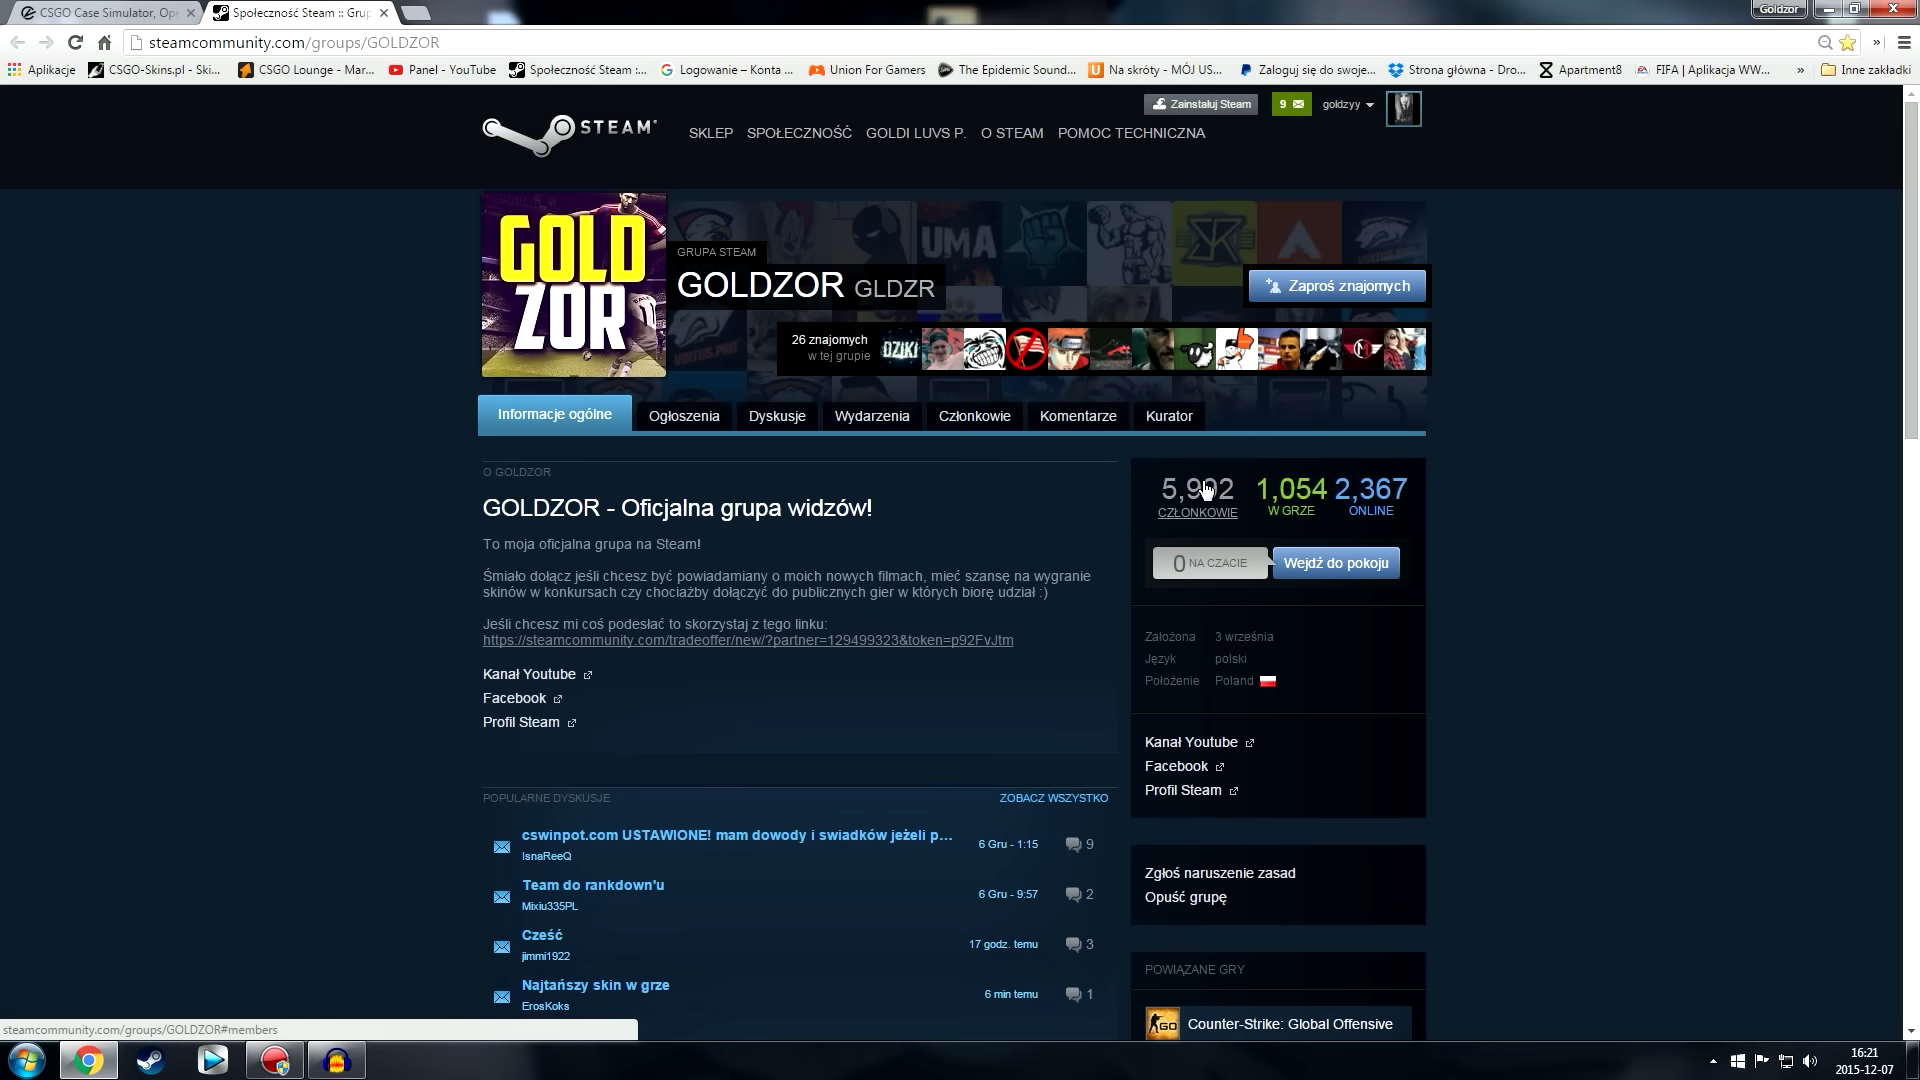 CSGO Case Simulator, Ope
Społeczność Steam :: Grup
Goldzor
steamcommunity.com/groups/GOLDZOR
Aplikacje
CSGO-Skins.pl - Ski...
CSGO Lounge - Mar...
Panel - YouTube
Społeczność Steam :...
Logowanie – Konta ...
Union For Gamers
The Epidemic Sound...
Na skróty - MÓJ US...
Zaloguj się do swoje...
Strona główna - Dro...
Apartment8
FIFA | Aplikacja WW...
»
Inne zakładki
Zainstaluj Steam
9
goldzyy
STEAM
SKLEP SPOŁECZNOŚĆ GOLDI LUVS P. O STEAM POMOC TECHNICZNA
GOLD
ZOR
UMA
GRUPA STEAM
GOLDZOR GLDZR
Zaproś znajomych
26 znajomych
w tej grupie
DZIKI
Informacje ogólne
Ogłoszenia
Dyskusje
Wydarzenia
Członkowie
Komentarze
Kurator
O GOLDZOR
GOLDZOR - Oficjalna grupa widzów!
To moja oficjalna grupa na Steam!
Śmiało dołącz jeśli chcesz być powiadamiany o moich nowych filmach, mieć szansę na wygranie
skinów w konkursach czy chociażby dołączyć do publicznych gier w których biorę udział :)
Jeśli chcesz mi coś podesłać to skorzystaj z tego linku:
https://steamcommunity.com/tradeoffer/new/?partner=129499323&token=p92FvJtm
Kanał Youtube
Facebook
Profil Steam
CZŁONKOWIE
1,054
W GRZE
2,367
ONLINE
0 NA CZACIE
Wejdź do pokoju
Założona 3 września
Język polski
Położenie Poland
Kanał Youtube
Facebook
Profil Steam
Zgłoś naruszenie zasad
Opuść grupę
POWIĄZANE GRY
GO
Counter-Strike: Global Offensive
POPULARNE DYSKUSJE
ZOBACZ WSZYSTKO
cswinpot.com USTAWIONE! mam dowody i swiadków jeżeli p...
IsnaReeQ
6 Gru - 1:15
9
Team do rankdown'u
Mixiu335PL
6 Gru - 9:57
2
Cześć
jimmi1922
17 godz. temu
3
Najtańszy skin w grze
ErosKoks
6 min temu
1
steamcommunity.com/groups/GOLDZOR#members
16:21
2015-12-07